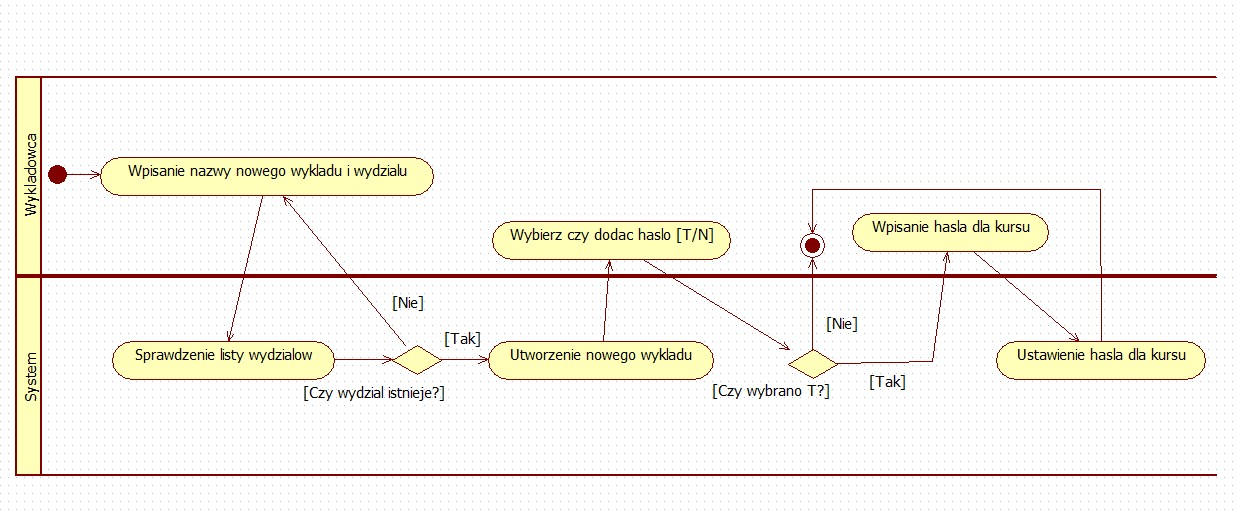 Wykladowca
Wpisanie nazwy nowego wykladu i wydzialu
Wybierz czy dodac haslo [T/N]
Wpisanie hasla dla kursu
System
[Nie]
[Tak]
Sprawdzenie listy wydzialow
[Czy wydzial istnieje?]
Utworzenie nowego wykladu
[Nie]
[Czy wybrano T?]
[Tak]
Ustawienie hasla dla kursu